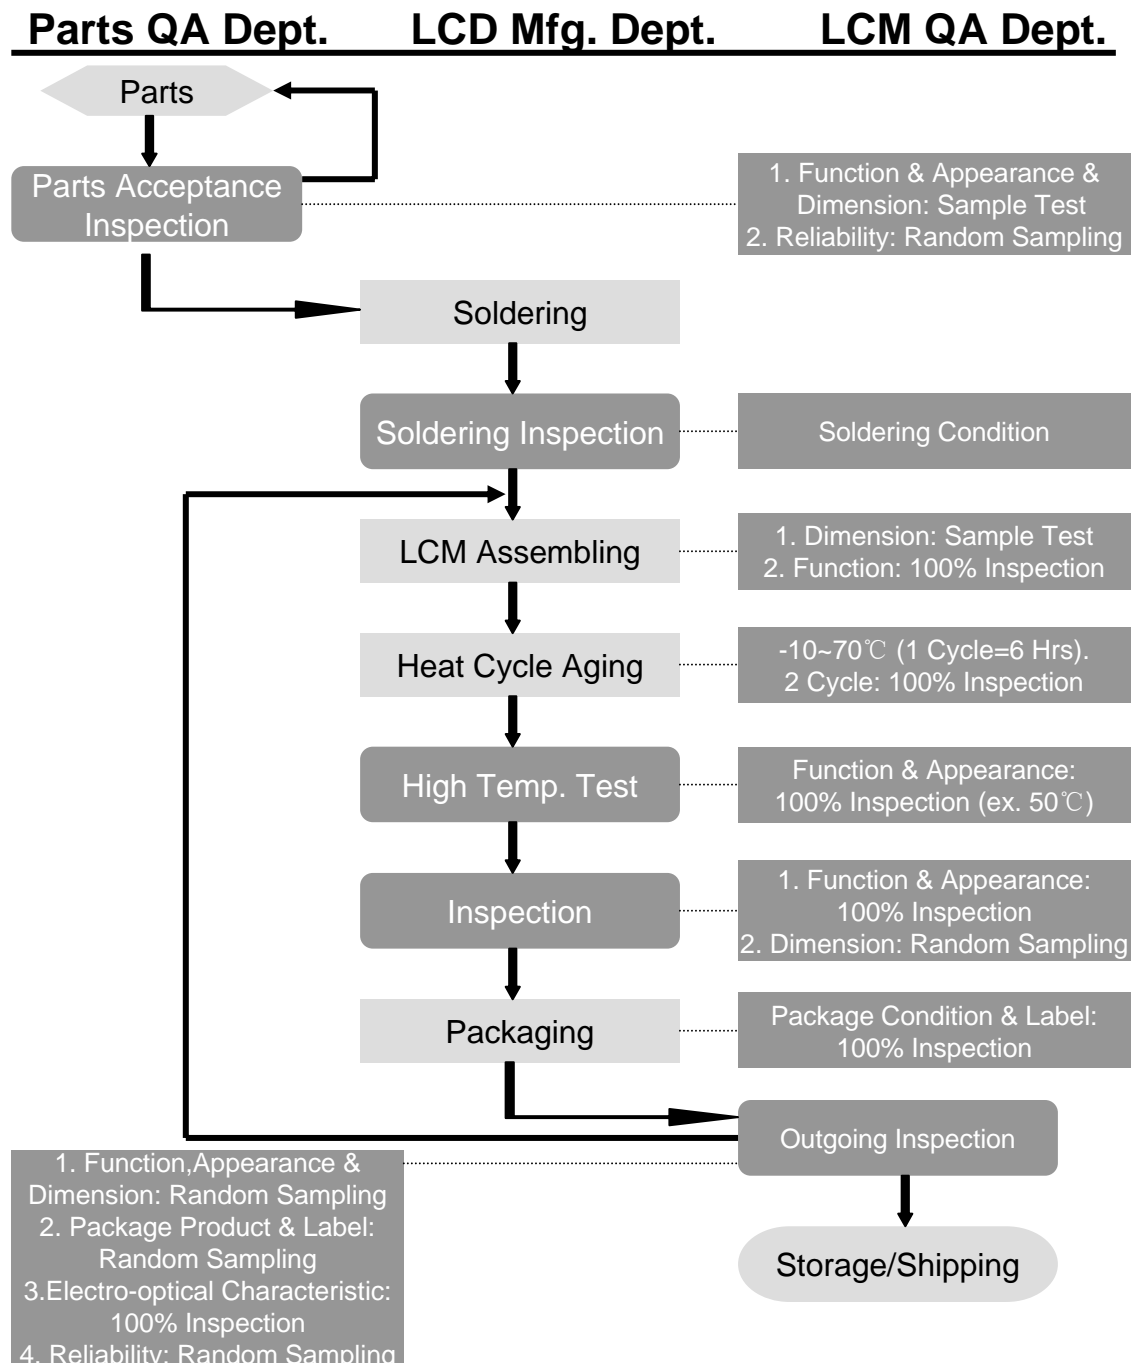 Parts QA Dept. LCD Mfg. Dept. LCM QA Dept.
Parts
Parts Acceptance
Inspection
1. Function & Appearance &
Dimension: Sample Test
2. Reliability: Random Sampling
Soldering
Soldering Inspection
Soldering Condition
LCM Assembling
1. Dimension: Sample Test
2. Function: 100% Inspection
Heat Cycle Aging
-10~70℃ (1 Cycle=6 Hrs).
2 Cycle: 100% Inspection
High Temp. Test
Function & Appearance:
100% Inspection (ex. 50℃)
Inspection
1. Function & Appearance:
100% Inspection
2. Dimension: Random Sampling
Packaging
Package Condition & Label:
100% Inspection
Outgoing Inspection
1. Function,Appearance &
Dimension: Random Sampling
2. Package Product & Label:
Random Sampling
3.Electro-optical Characteristic:
100% Inspection
4. Reliability: Random Sampling
Storage/Shipping